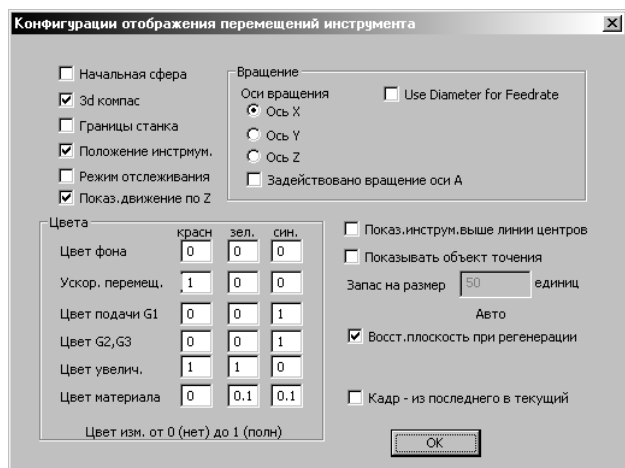 Конфигурации отображения перемещений инструмента
Начальная сфера
3d компас
Границы станка
Положение инстрмум.
Режим отслеживания
Показ.движение по Z
Вращение
Оси вращения
Use Diameter for Feedrate
Ось X
Ось Y
Ось Z
Задействовано вращение оси A
Цвета
красн зел. син.
Цвет фона 0 0 0
Ускор. перемещ. 1 0 0
Цвет подачи G1 0 0 1
Цвет G2,G3 0 0 1
Цвет увелич. 1 1 0
Цвет материала 0 0.1 0.1
Цвет изм. от 0 (нет) до 1 (полн)
Показ.инструм.выше линии центров
Показывать объект точения
Запас на размер 50 единиц
Авто
Восст.плоскость при регенерации
Кадр - из последнего в текущий
OK